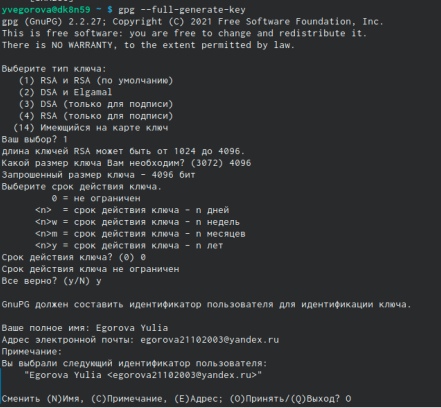 yvegorova@dk8n59 ~ $ gpg --full-generate-key
gpg (GnuPG) 2.2.27; Copyright (C) 2021 Free Software Foundation, Inc.
This is free software: you are free to change and redistribute it.
There is NO WARRANTY, to the extent permitted by law.
Выберите тип ключа:
(1) RSA и RSA (по умолчанию)
(2) DSA и Elgamal
(3) DSA (только для подписи)
(4) RSA (только для подписи)
(14) Имеющийся на карте ключ
Ваш выбор? 1
длина ключей RSA может быть от 1024 до 4096.
Какой размер ключа Вам необходим? (3072) 4096
Запрошенный размер ключа - 4096 бит
Выберите срок действия ключа.
0 = не ограничен
<n> = срок действия ключа - n дней
<n>w = срок действия ключа - n недель
<n>m = срок действия ключа - n месяцев
<n>y = срок действия ключа - n лет
Срок действия ключа? (0) 0
Срок действия ключа не ограничен
Все верно? (y/N) y
GnuPG должен составить идентификатор пользователя для идентификации ключа.
Ваше полное имя: Egorova Yulia
Адрес электронной почты: egorova21102003@yandex.ru
Примечание:
Вы выбрали следующий идентификатор пользователя:
"Egorova Yulia <egorova21102003@yandex.ru>"
Сменить (N)Имя, (C)Примечание, (E)Адрес; (O)Принять/(Q)Выход? O